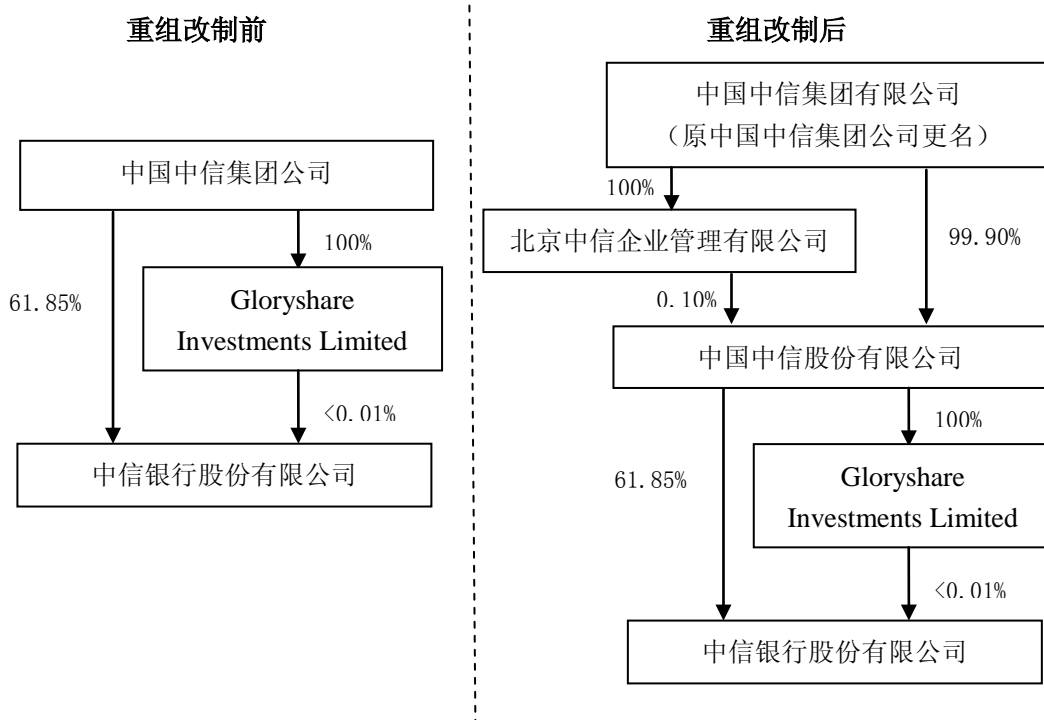 重组改制前
中国中信集团公司
100%
61.85%
Gloryshare
Investments Limited
<0.01%
中信银行股份有限公司
重组改制后
中国中信集团有限公司
（原中国中信集团公司更名）
100%
北京中信企业管理有限公司
99.90%
0.10%
中国中信股份有限公司
100%
61.85%
Gloryshare
Investments Limited
<0.01%
中信银行股份有限公司